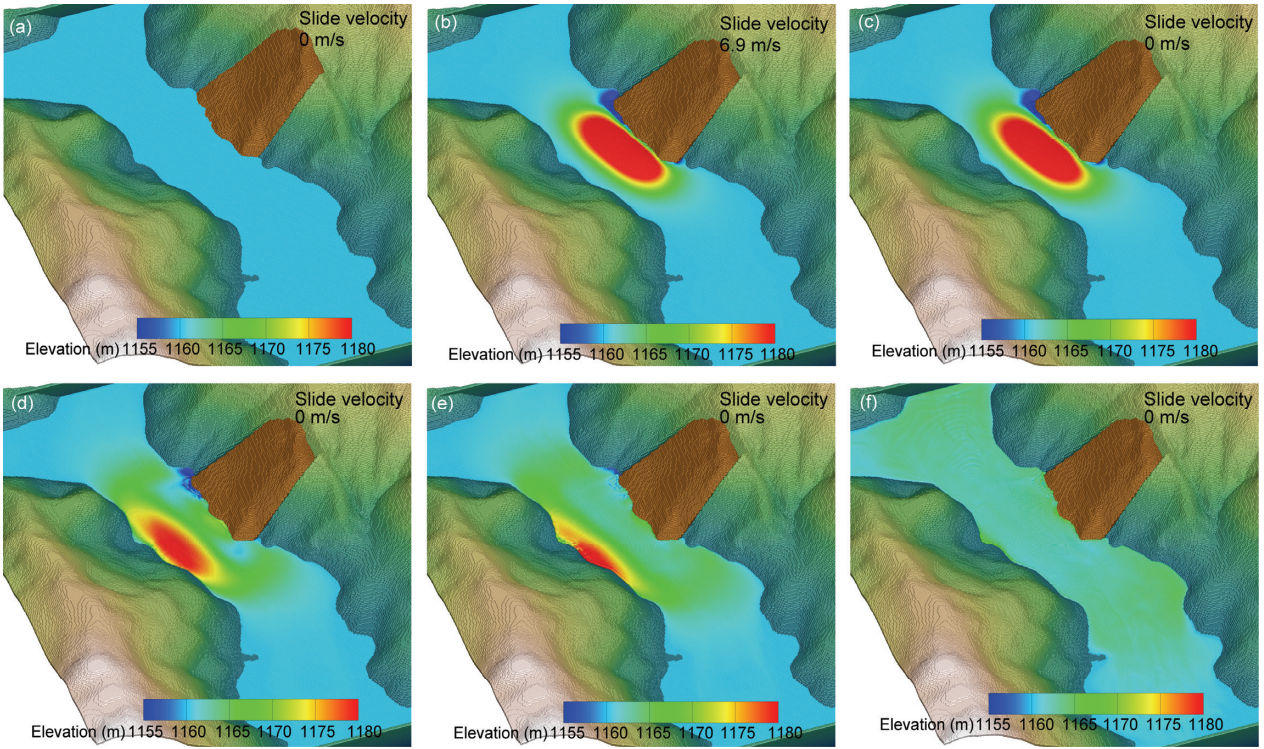 (a)
Slide velocity
0 m/s
Elevation (m) 1155 1160 1165 1170 1175 1180
(b)
Slide velocity
6.9 m/s
Elevation (m) 1155 1160 1165 1170 1175 1180
(c)
Slide velocity
0 m/s
Elevation (m) 1155 1160 1165 1170 1175 1180
(d)
Slide velocity
0 m/s
Elevation (m) 1155 1160 1165 1170 1175 1180
(e)
Slide velocity
0 m/s
Elevation (m) 1155 1160 1165 1170 1175 1180
(f)
Slide velocity
0 m/s
Elevation (m) 1155 1160 1165 1170 1175 1180